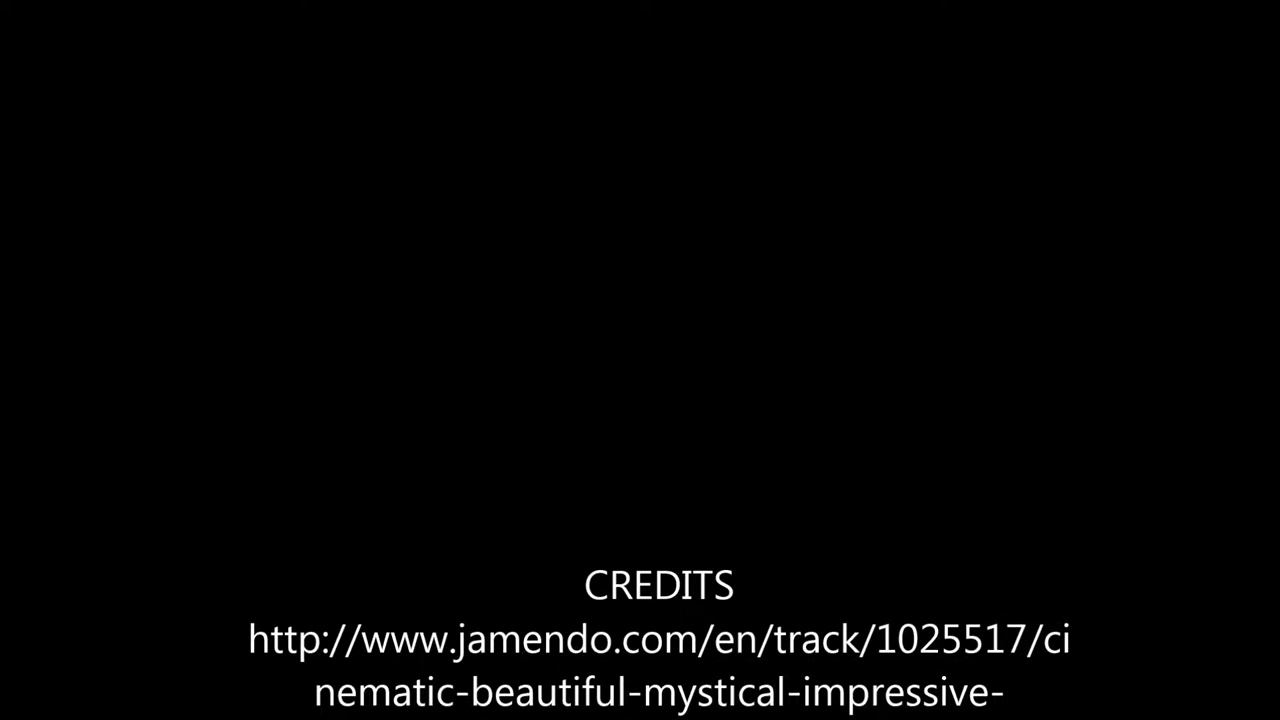 CREDITS
http://www.jamendo.com/en/track/1025517/ci
nematic-beautiful-mystical-impressive-